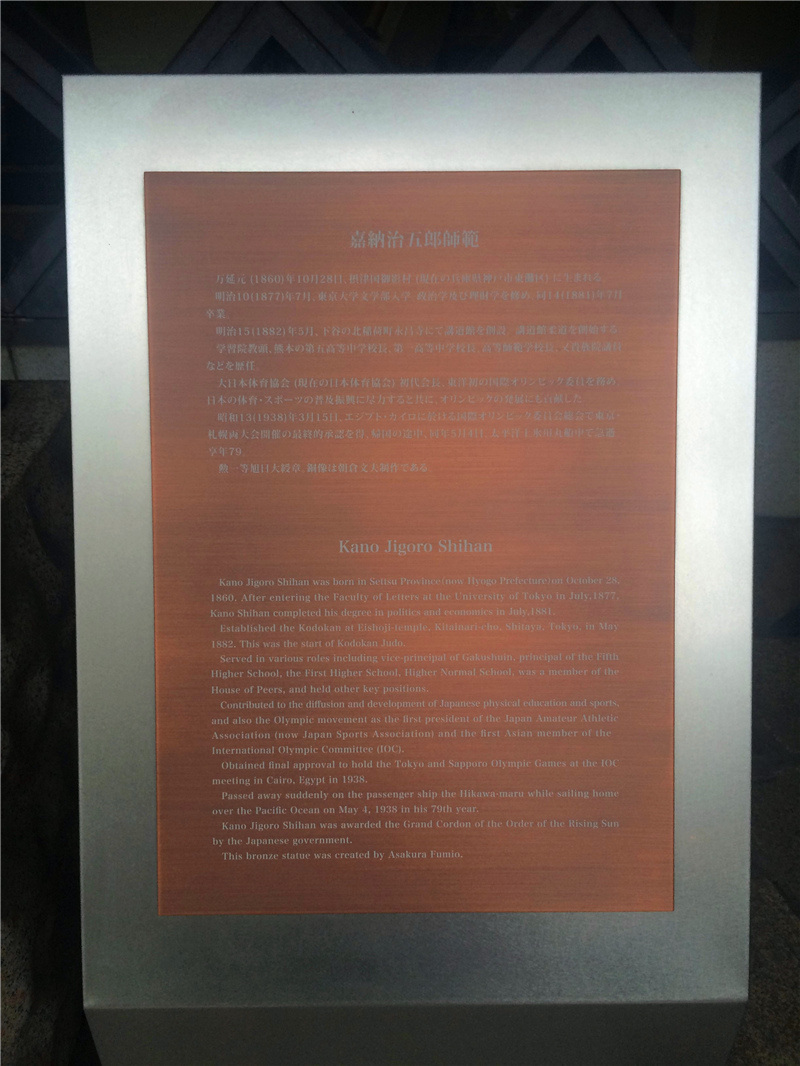 嘉納治五郎師範
万延元(1860)年10月28日、摂津国御影村(現在の兵庫県神戸市東灘区)に生まれる。
明治10(1877)年7月、東京大学文学部入学 政治学及び理財学を修め、同14(1881)年7月
卒業。
明治15(1882)年5月、下谷の北稲荷町永昌寺にて講道館を創設、講道館柔道を創始する。
学習院教頭、熊本の第五高等中学校長、第一高等中学校長、高等師範学校長、又貴族院議員
などを歴任。
大日本体育協会(現在の日本体育協会)初代会長、東洋初の国際オリンピック委員を務め、
日本の体育・スポーツの普及振興に尽力すると共に、オリンピックの発展にも貢献した。
昭和13(1938)年3月15日、エジプト・カイロに於ける国際オリンピック委員会総会で東京・
札幌両大会開催の最終的承認を得、帰国の途中、同年5月4日、太平洋上氷川丸船中で逝去
享年79。
勲一等旭日大綬章。銅像は朝倉文夫制作である。
Kano Jigoro Shihan
Kano Jigoro Shihan was born in Seitsu Province(now Hyogo Prefecture)on October 28,
1860. After entering the Faculty of Letters at the University of Tokyo in July,1877,
Kano Shihan completed his degree in politics and economics in July,1881.
Established the Kodokan at Eishoji-temple, Kitainari-cho, Shitaya, Tokyo, in May
1882. This was the start of Kodokan Judo.
Served in various roles including vice-principal of Gakushuin, principal of the Fifth
Higher School, the First Higher School, Higher Normal School, was a member of the
House of Peers, and held other key positions.
Contributed to the diffusion and development of Japanese physical education and sports,
and also the Olympic movement as the first president of the Japan Amateur Athletic
Association (now Japan Sports Association) and the first Asian member of the
International Olympic Committee (IOC).
Obtained final approval to hold the Tokyo and Sapporo Olympic Games at the IOC
meeting in Cairo, Egypt in 1938.
Passed away suddenly on the passenger ship the Hikawa-maru while sailing home
over the Pacific Ocean on May 4, 1938 in his 79th year.
Kano Jigoro Shihan was awarded the Grand Cordon of the Order of the Rising Sun
by the Japanese government.
This bronze statue was created by Asakura Fumio.